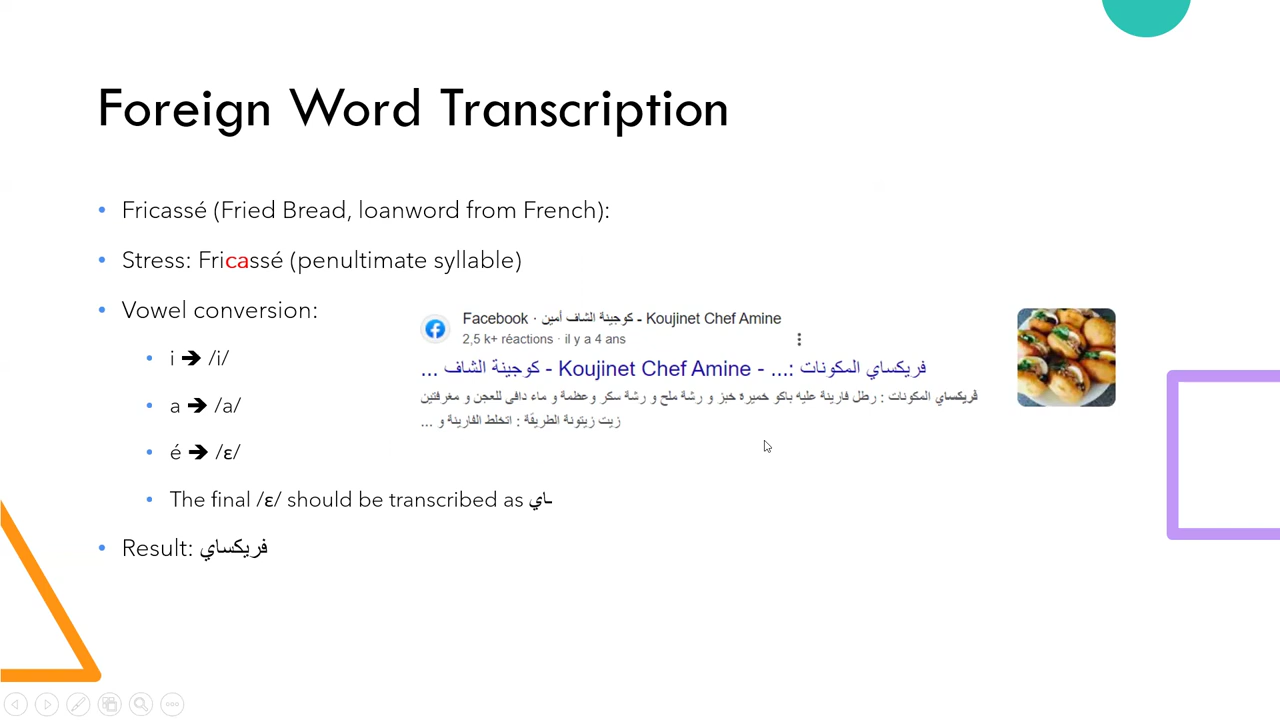 Foreign Word Transcription
• Fricassé (Fried Bread, loanword from French):
• Stress: Fricassé (penultimate syllable)
• Vowel conversion:
• i ➔ /i/
• a ➔ /a/
• é ➔ /ɛ/
• The final /ɛ/ should be transcribed as ـاي
• Result: فريكساي
Facebook · كوجينة الشاف أمين - Koujinet Chef Amine
2,5 k+ réactions · il y a 4 ans
فريكساي المكونات :... - Koujinet Chef Amine - كوجينة الشاف ...
فريكساي المكونات : رطل فارينة عليه باكو خميرة خبز و رشة ملح و رشة سكر وعظمة و ماء دافى للعجن و مغرفتين
زيت زيتونة الطريقة : اتخلط الفارينة و ...